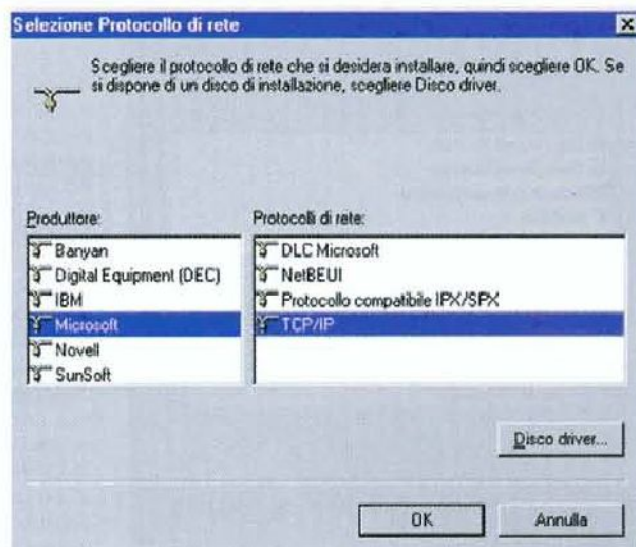 Selezione Protocollo di rete
Scegliere il protocollo di rete che si desidera installare, quindi scegliere OK. Se
si dispone di un disco di installazione, scegliere Disco driver.
Produttore:
Banyan
Digital Equipment (DEC)
IBM
Microsoft
Novell
SunSoft
Protocolli di rete:
DLC Microsoft
NetBEUI
Protocollo compatibile IPX/SPX
TCP/IP
Disco driver...
OK
Annulla